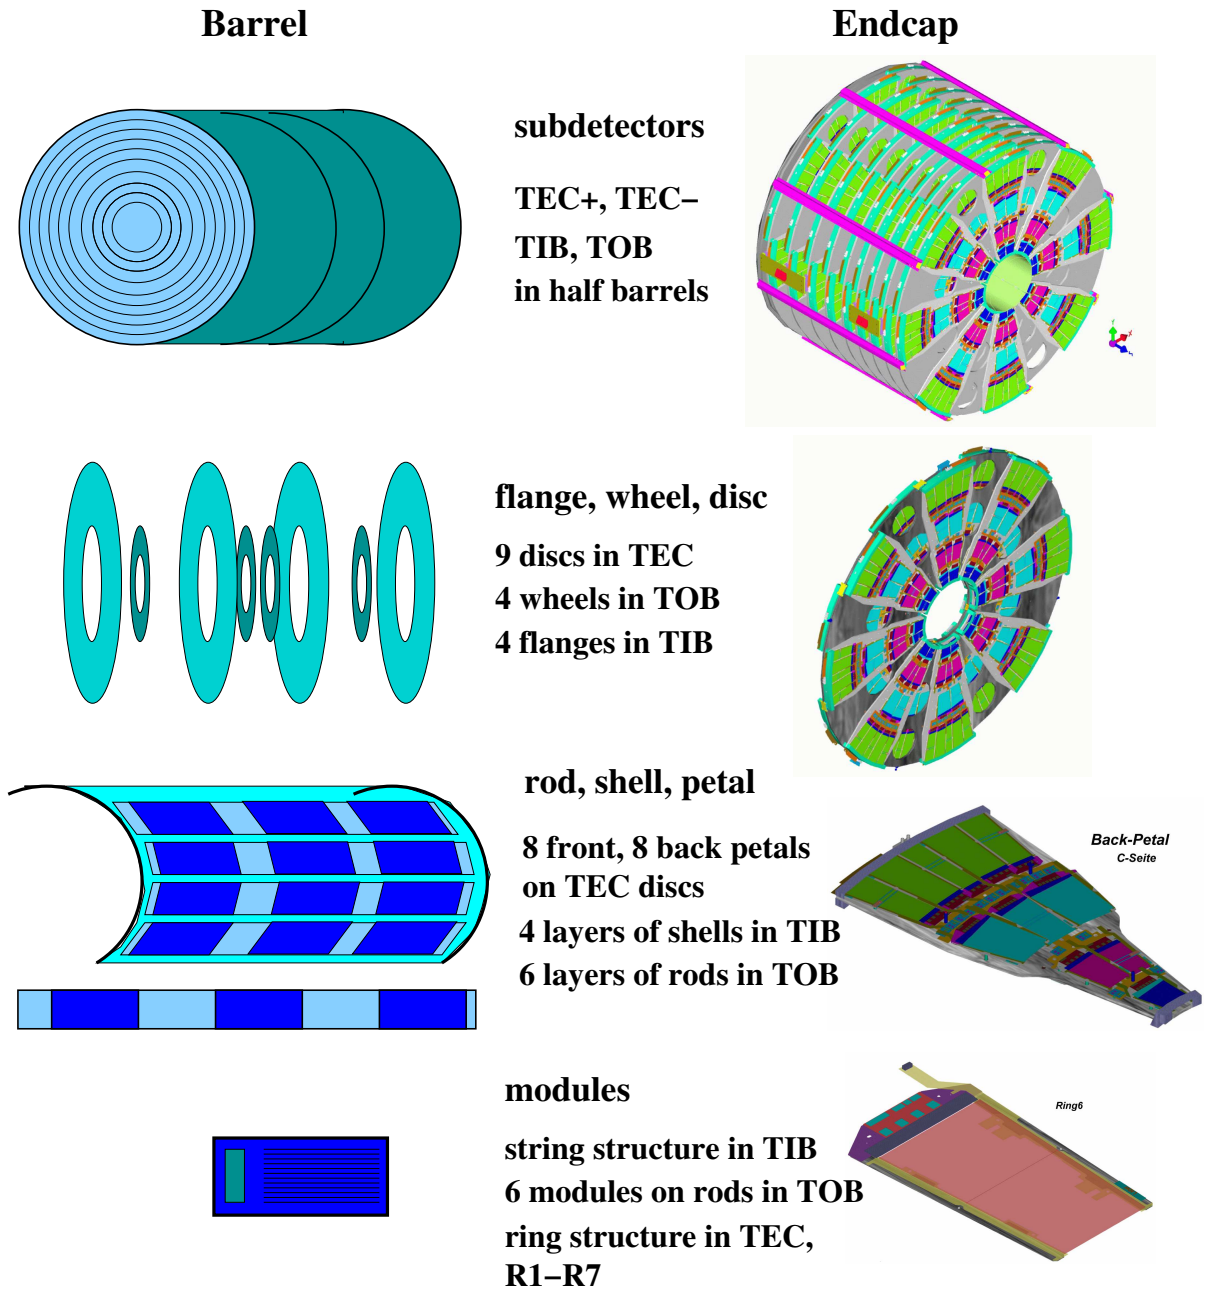 Barrel
Endcap
subdetectors
TEC+, TEC−
TIB, TOB
in half barrels
flange, wheel, disc
9 discs in TEC
4 wheels in TOB
4 flanges in TIB
rod, shell, petal
8 front, 8 back petals
on TEC discs
4 layers of shells in TIB
6 layers of rods in TOB
Back-Petal
C-Seite
modules
string structure in TIB
6 modules on rods in TOB
ring structure in TEC,
R1−R7
Ring6